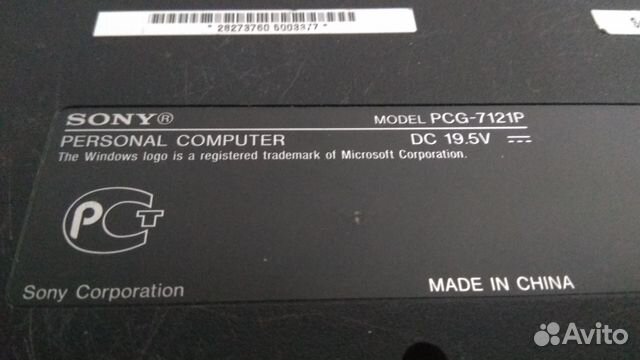 * 28273760 5003377 *
SONY®
MODEL PCG-7121P
PERSONAL COMPUTER
DC 19.5V
The Windows logo is a registered trademark of Microsoft Corporation.
PCT
Sony Corporation
MADE IN CHINA
Avito